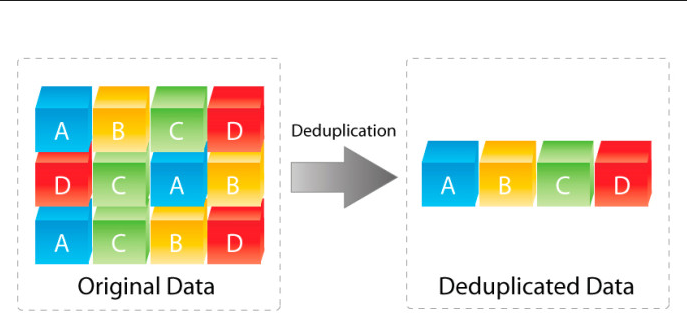 A B C D
D C A B
A C B D
Original Data
Deduplication
A B C D
Deduplicated Data